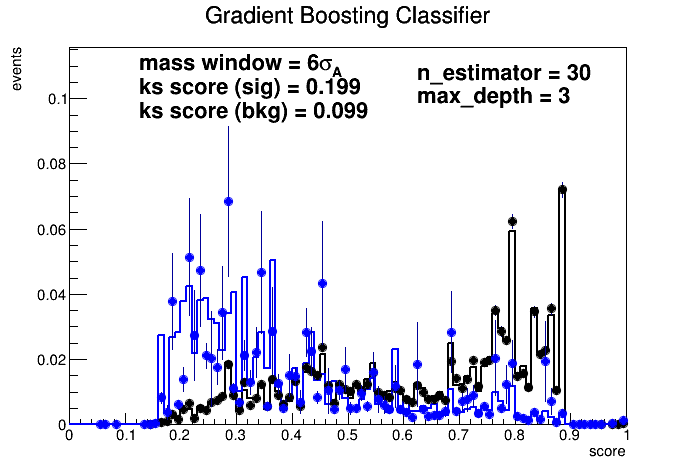 Gradient Boosting Classifier
events
mass window = 6σA
ks score (sig) = 0.199
ks score (bkg) = 0.099
n_estimator = 30
max_depth = 3
0.1
0.08
0.06
0.04
0.02
0
0 0.1 0.2 0.3 0.4 0.5 0.6 0.7 0.8 0.9 1
score